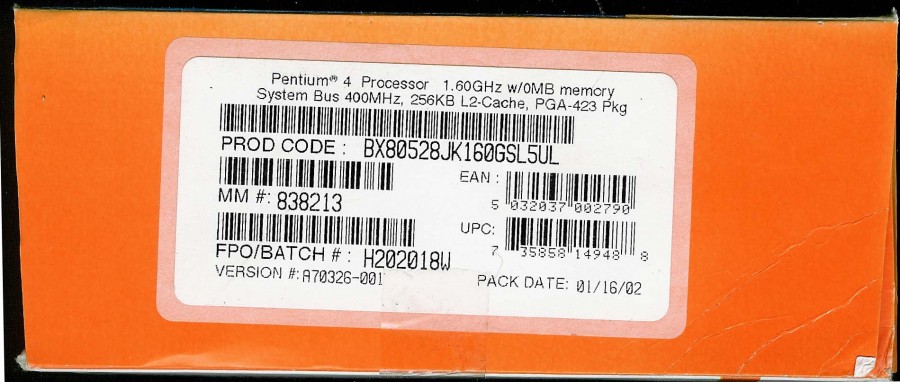 Pentium® 4 Processor 1.60GHz w/0MB memory
System Bus 400MHz, 256KB L2-Cache, PGA-423 Pkg
PROD CODE : BX80528JK160GSL5UL
EAN :
5 032037 002790
MM #: 838213
UPC:
7 35858 14948 8
FPO/BATCH # : H202018W
VERSION #: A70326-001
PACK DATE: 01/16/02